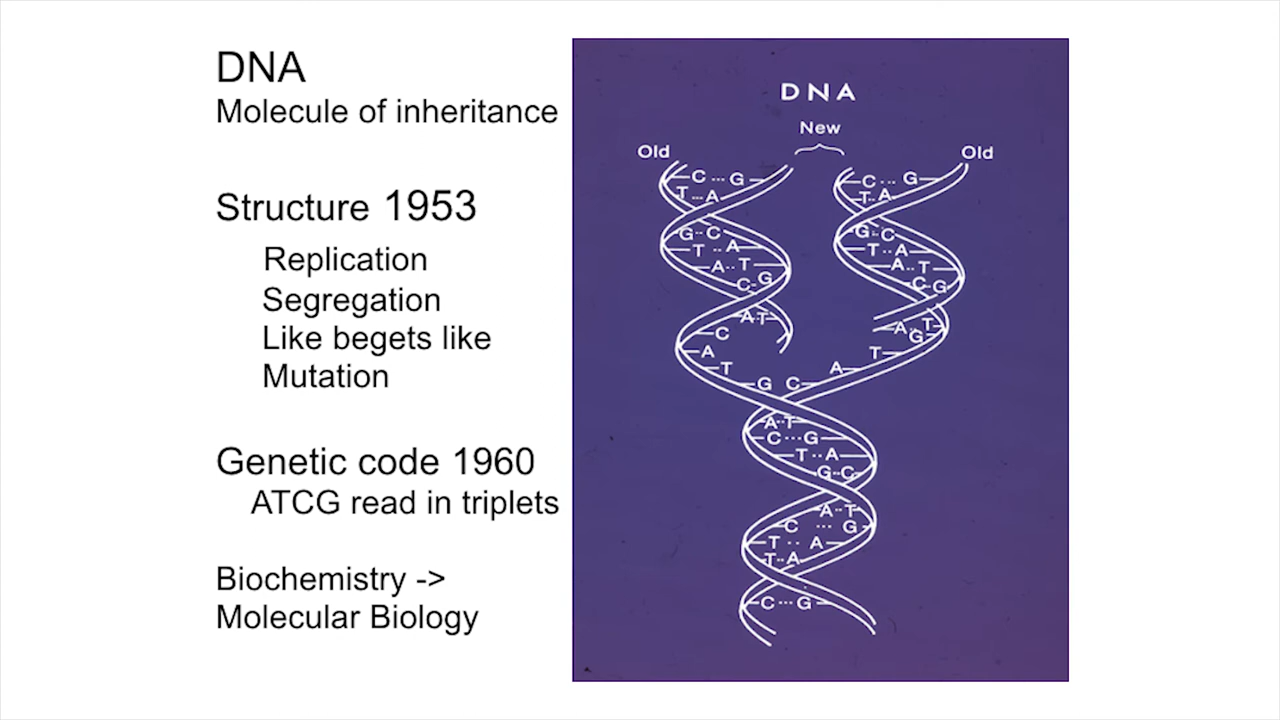 DNA
Molecule of inheritance
Structure 1953
Replication
Segregation
Like begets like
Mutation
Genetic code 1960
ATCG read in triplets
Biochemistry ->
Molecular Biology
DNA
New
Old
Old
C G
C G
T A
T A
G C
G C
T A
T A
A T
A T
C G
C G
A T
A T
C
G
A
T
T
A
G C
A T
C G
T A
G C
A T
C G
T A
T A
C G